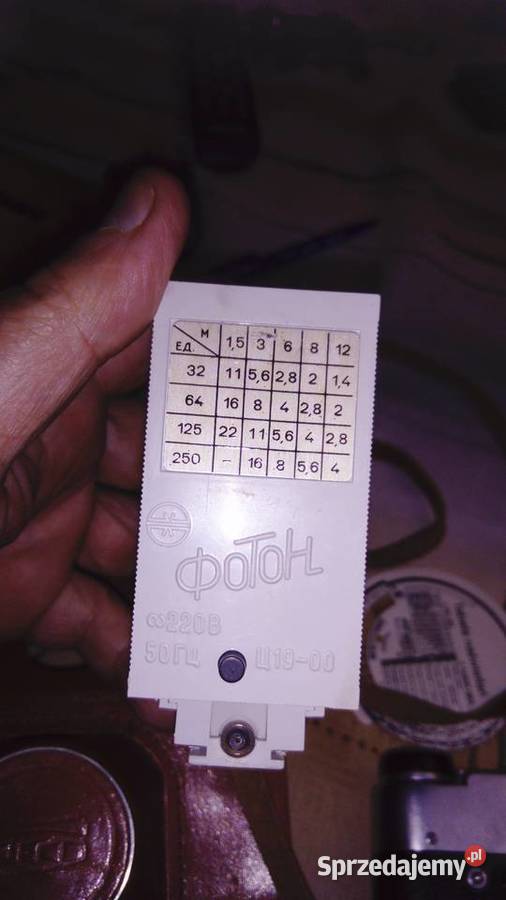 М
ЕД.
1,5 3 6 8 12
32 11 5,6 2,8 2 1,4
64 16 8 4 2,8 2
125 22 11 5,6 4 2,8
250 – 16 8 5,6 4
ФОТОН
220В
50ГЦ Ц19-00
Sprzedajemy.pl